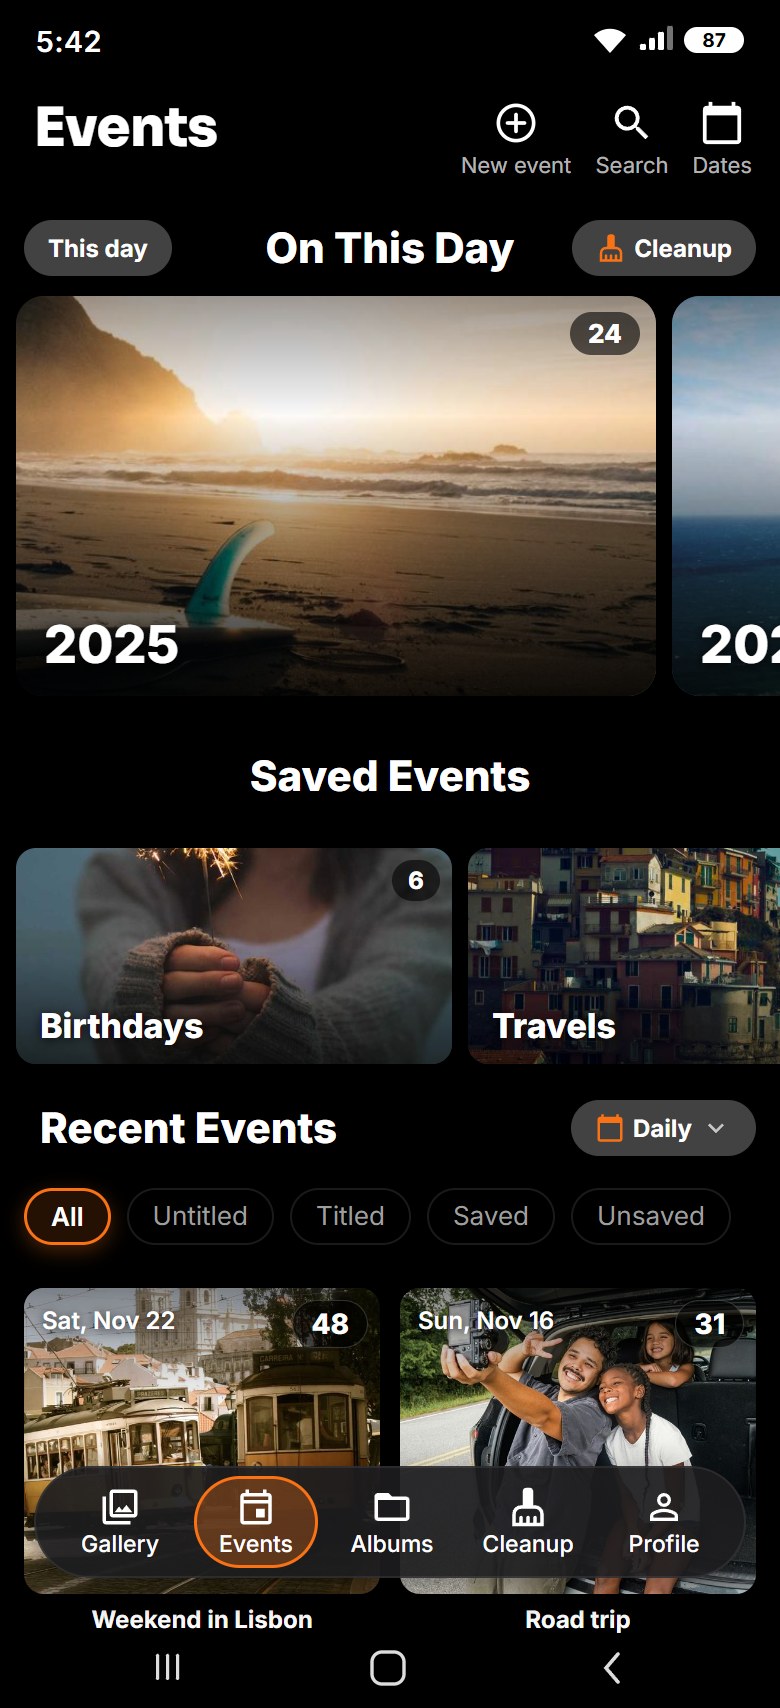 5:42
87
Events
New event
Search
Dates
This day
On This Day
Cleanup
24
2025
202
Saved Events
6
Birthdays
Travels
Recent Events
Daily
All
Untitled
Titled
Saved
Unsaved
Sat, Nov 22
48
Sun, Nov 16
31
Gallery
Events
Albums
Cleanup
Profile
Weekend in Lisbon
Road trip